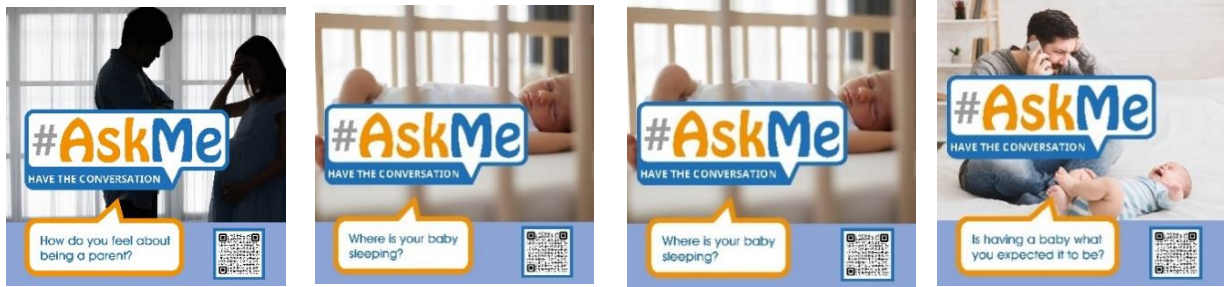 #AskMe
HAVE THE CONVERSATION
How do you feel about
being a parent?
#AskMe
HAVE THE CONVERSATION
Where is your baby
sleeping?
#AskMe
HAVE THE CONVERSATION
Where is your baby
sleeping?
#AskMe
HAVE THE CONVERSATION
Is having a baby what
you expected it to be?